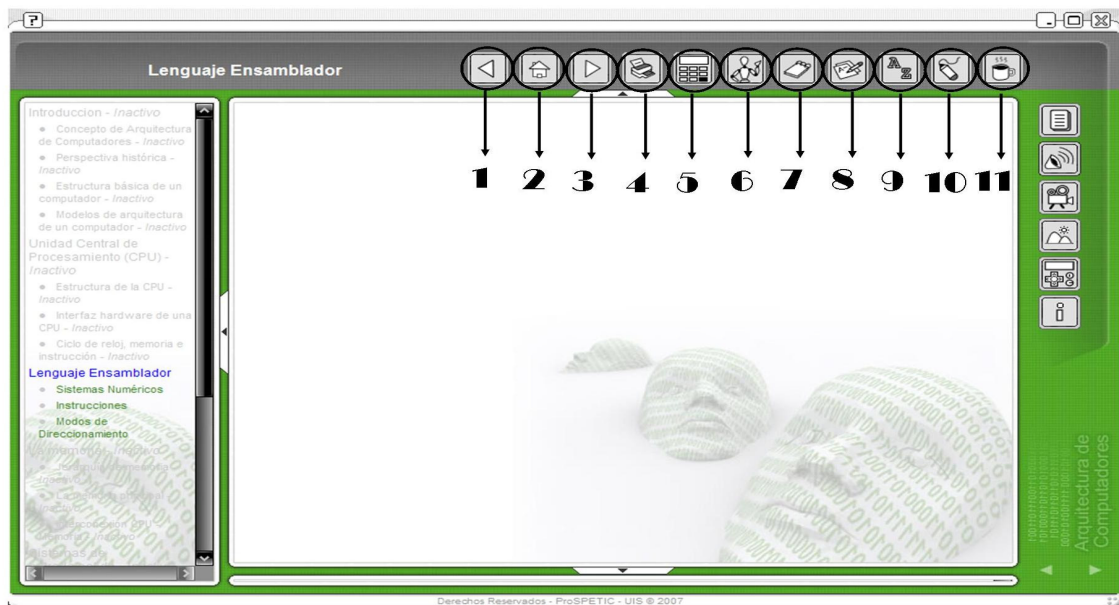 ?
Lenguaje Ensamblador
A
Z
1 2 3 4 5 6 7 8 9 10 11
Introduccion - Inactivo
Concepto de Arquitectura
de Computadores - Inactivo
Perspectiva histórica -
Inactivo
Estructura básica de un
computador - Inactivo
Modelos de arquitectura
de un computador - Inactivo
Unidad Central de
Procesamiento (CPU) -
Inactivo
Estructura de la CPU -
Inactivo
Interfaz hardware de una
CPU - Inactivo
Ciclo de reloj, memoria e
instrucción - Inactivo
Lenguaje Ensamblador
Sistemas Numéricos
Instrucciones
Modos de
Direccionamiento
Arquitectura de
Computadores
Derechos Reservados - ProSPETIC - UIS © 2007